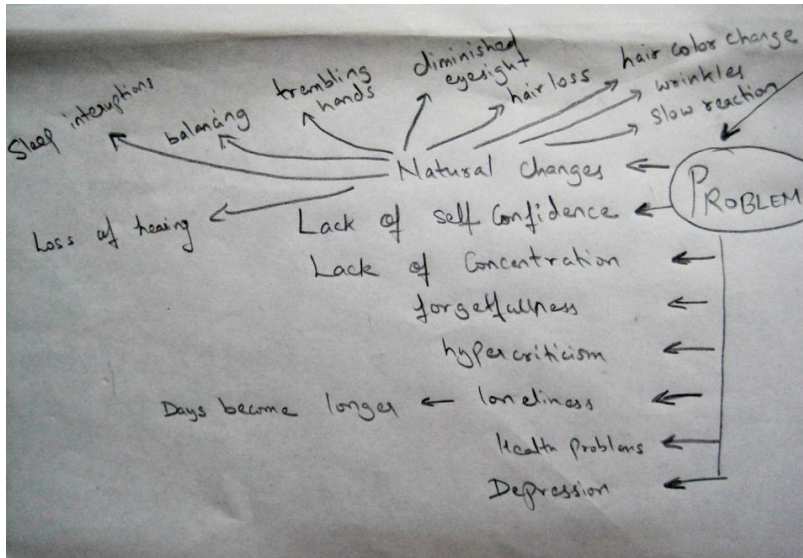 Sleep interuptions
balancing
trembling
hands
diminished
eyesight
hair loss
hair color change
wrinkles
slow reaction
Natural Changes
PROBLEM
Loss of hearing
Lack of self Confidence
Lack of Concentration
forgetfullness
hypercriticism
Days become longer
loneliness
Health problems
Depression